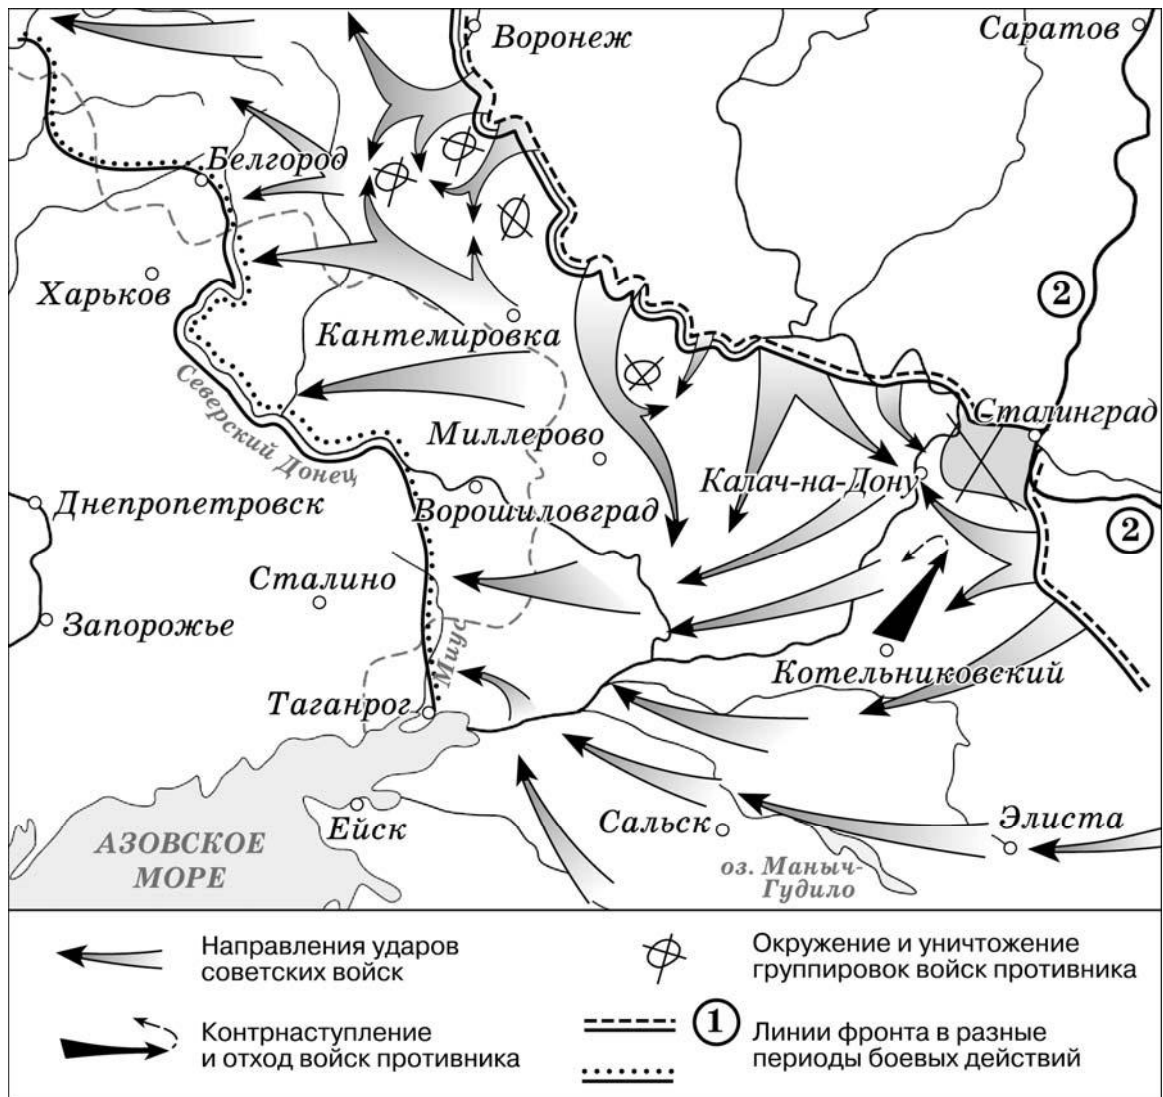 Воронеж
Саратов
Белгород
2
Харьков
Кантемировка
Северский Донец
Сталинград
Миллерово
Калач-на-Дону
Днепропетровск
Ворошиловград
2
Сталино
Запорожье
Миус
Котельниковский
Таганрог
Ейск
Сальск
Элиста
АЗОВСКОЕ
МОРЕ
оз. Маныч-
Гудило
Направления ударов
советских войск
Окружение и уничтожение
группировок войск противника
Контрнаступление
и отход войск противника
1
Линии фронта в разные
периоды боевых действий